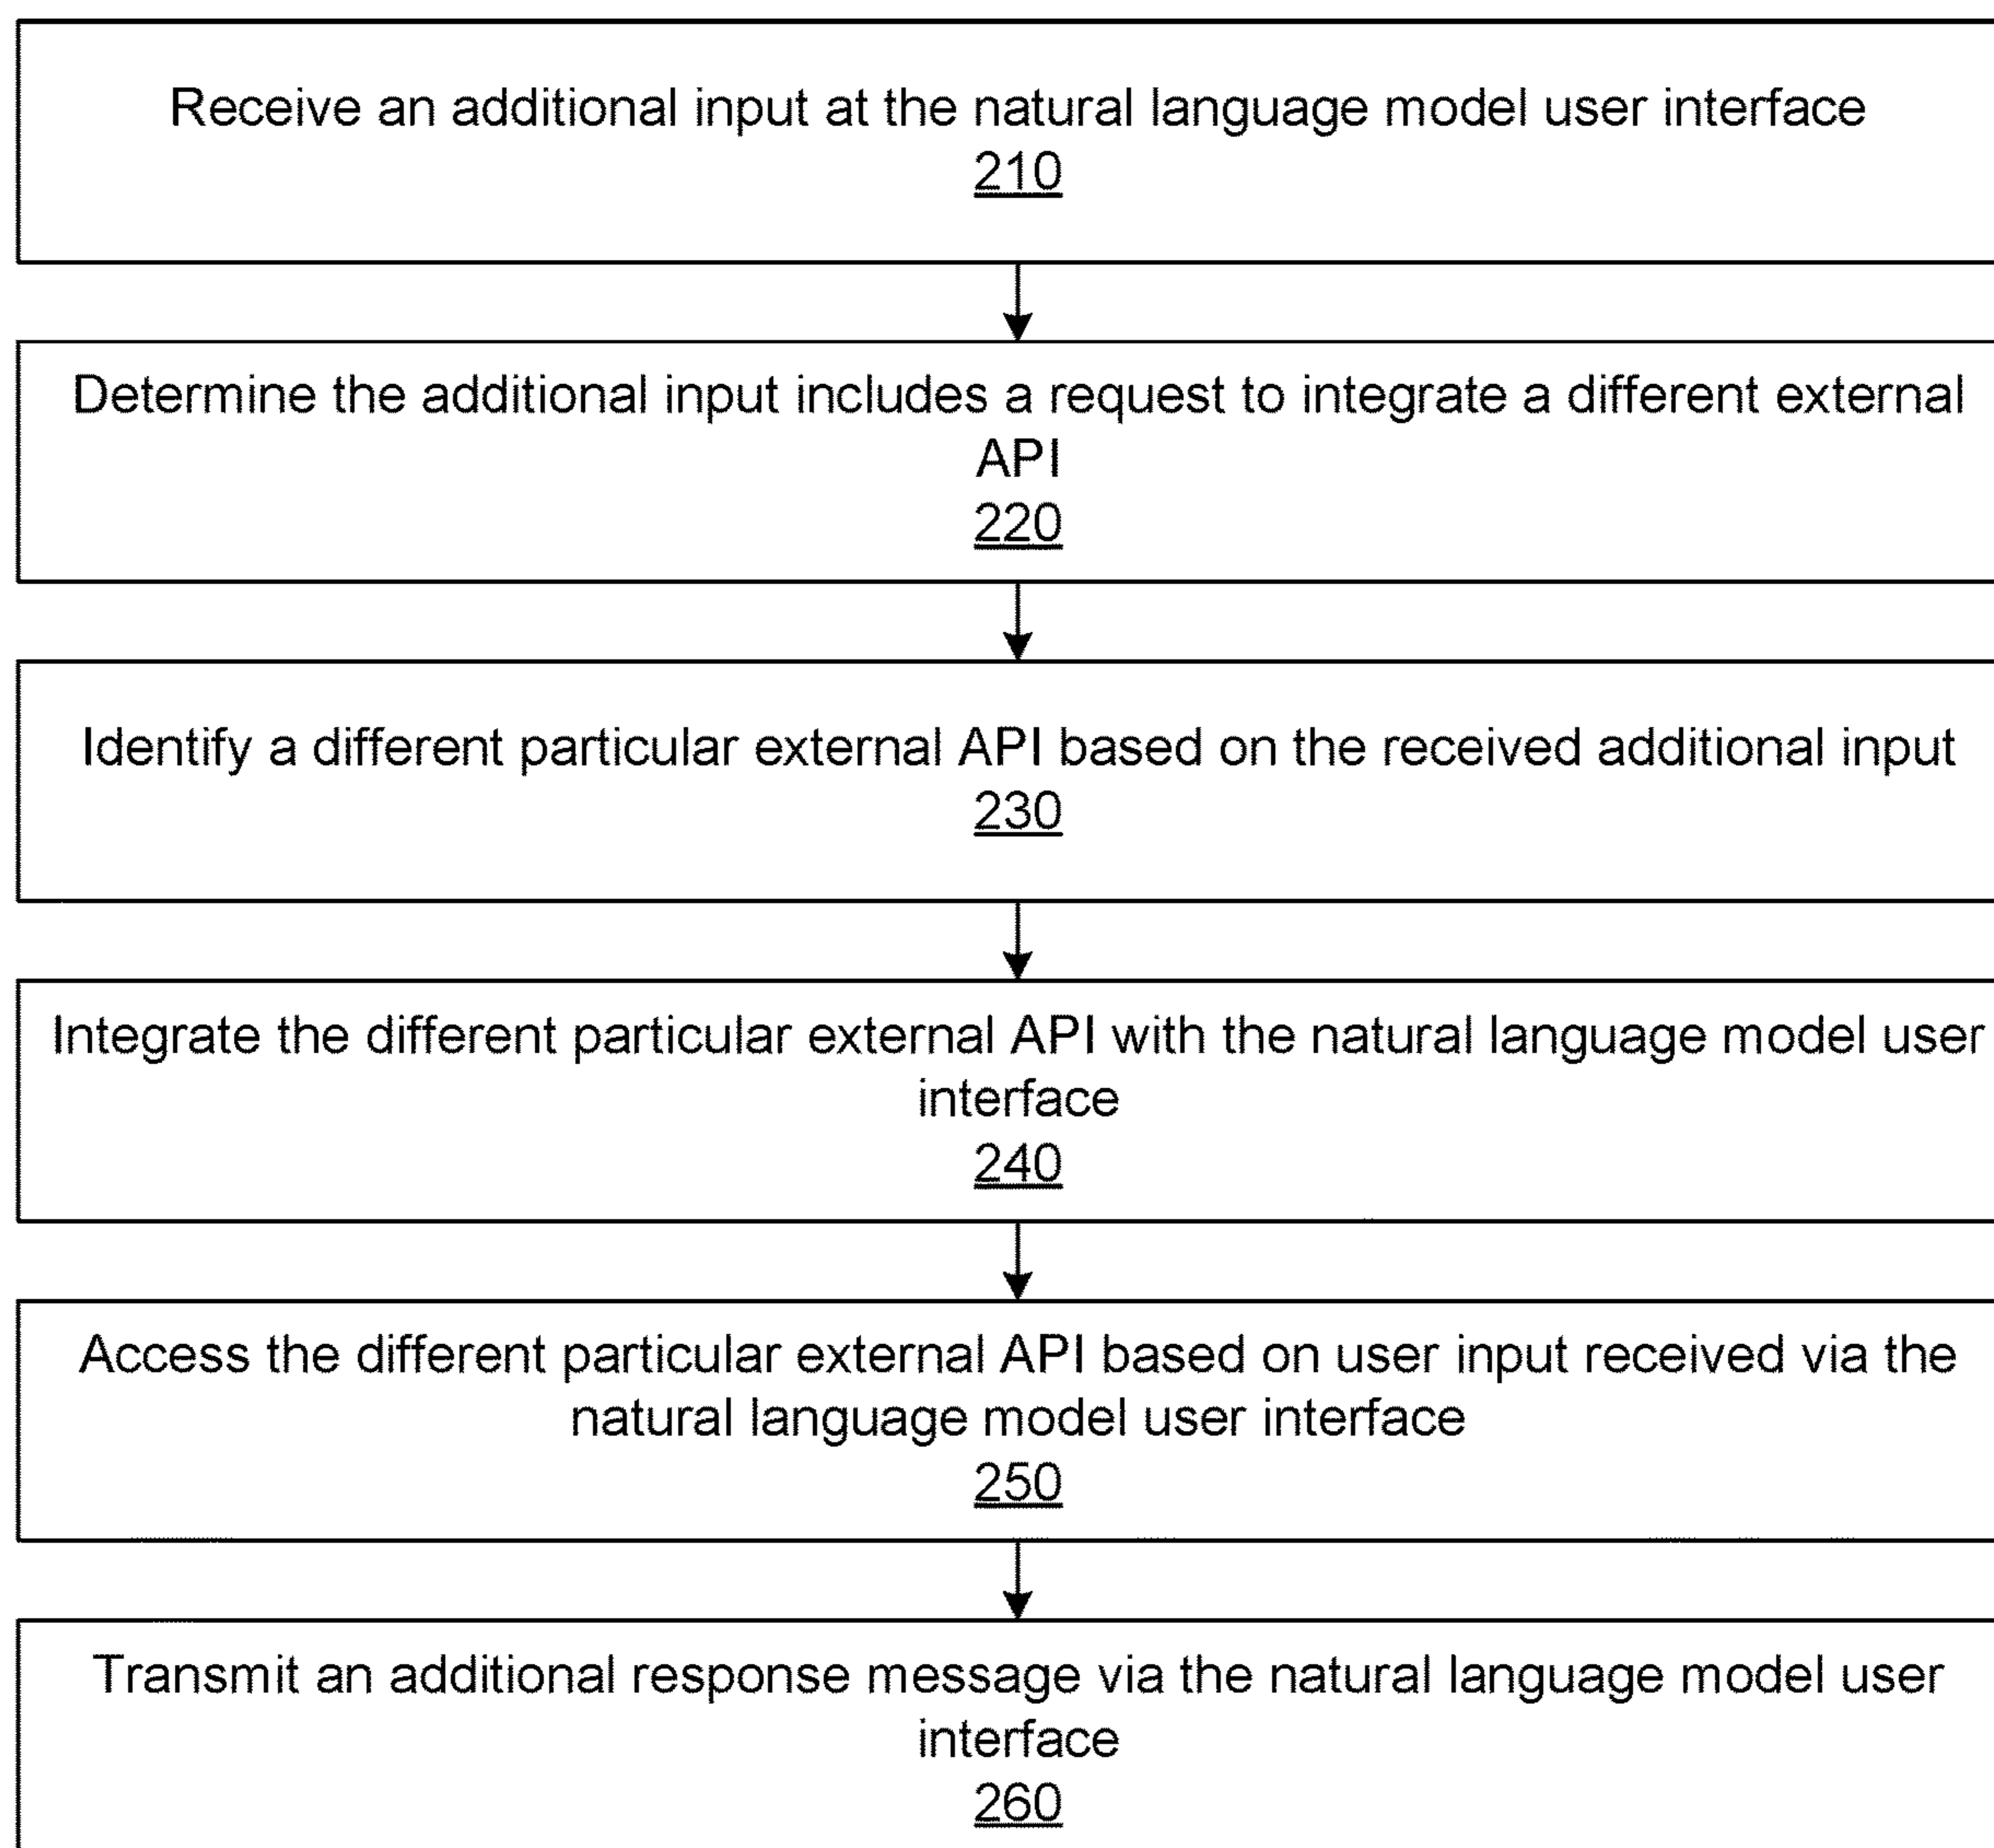 Receive an additional input at the natural language model user interface
210
Determine the additional input includes a request to integrate a different external
API
220
Identify a different particular external API based on the received additional input
230
Integrate the different particular external API with the natural language model user
interface
240
Access the different particular external API based on user input received via the
natural language model user interface
250
Transmit an additional response message via the natural language model user
interface
260